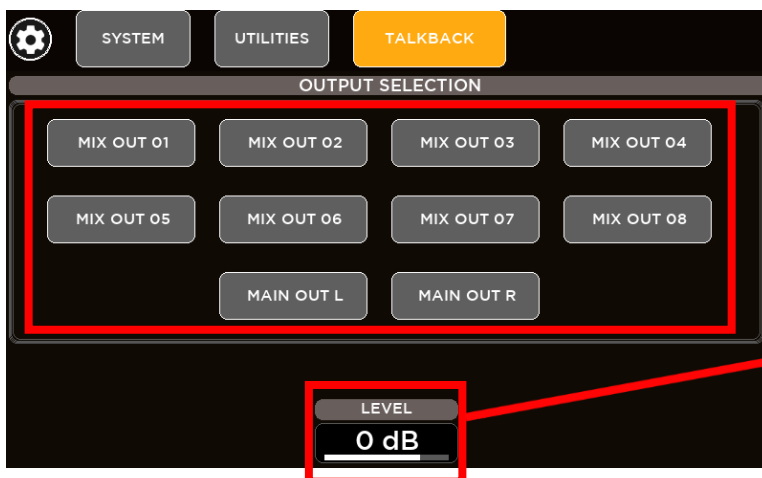 SYSTEM UTILITIES TALKBACK
OUTPUT SELECTION
MIX OUT 01 MIX OUT 02 MIX OUT 03 MIX OUT 04
MIX OUT 05 MIX OUT 06 MIX OUT 07 MIX OUT 08
MAIN OUT L MAIN OUT R
LEVEL
0 dB